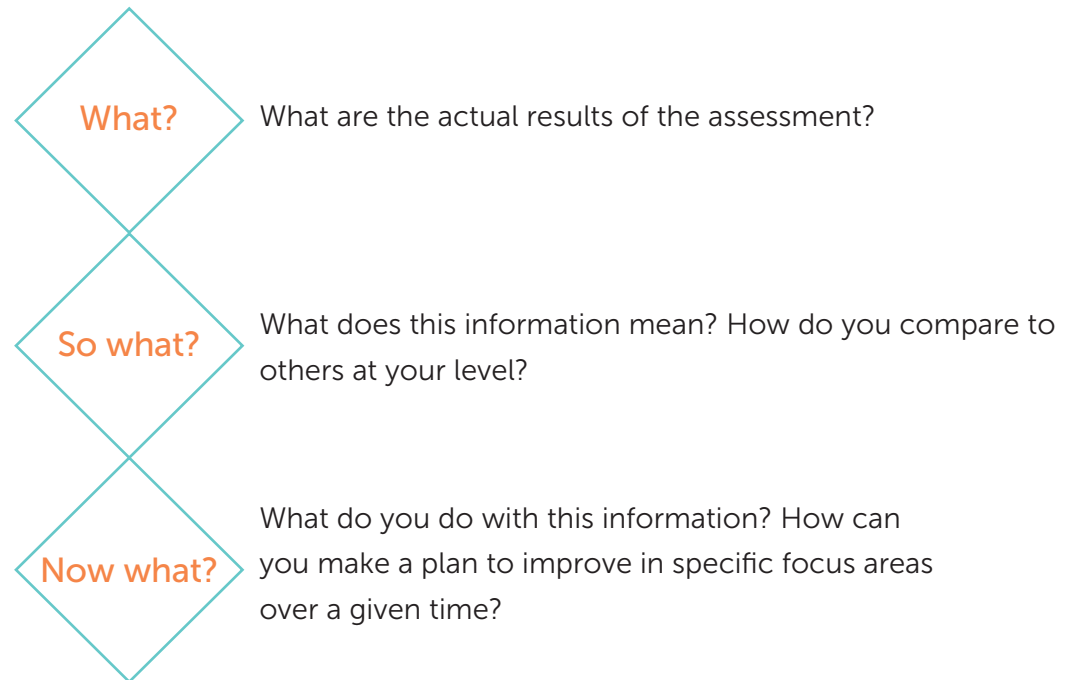 What?
What are the actual results of the assessment?
So what?
What does this information mean? How do you compare to
others at your level?
Now what?
What do you do with this information? How can
you make a plan to improve in specific focus areas
over a given time?